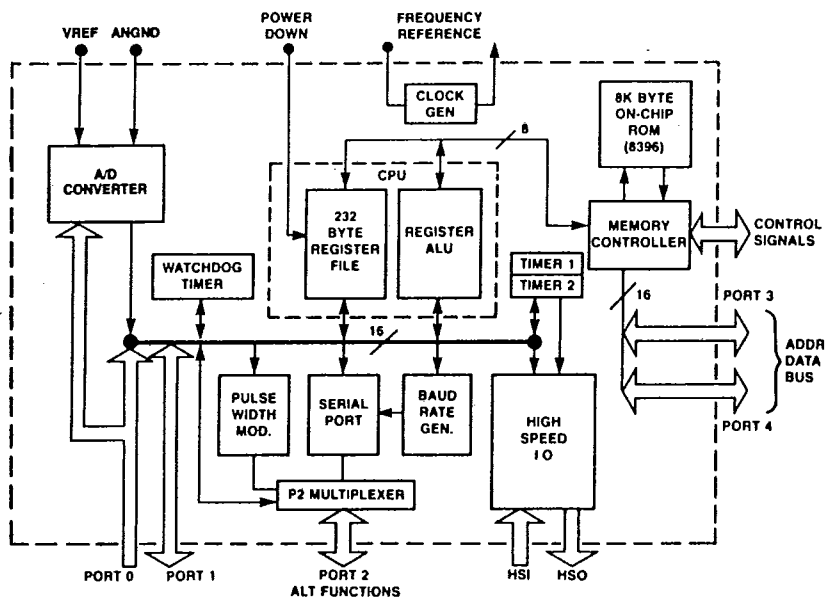 POWER
DOWN
FREQUENCY
REFERENCE
VREF
ANGND
CLOCK
GEN
8K BYTE
ON-CHIP
ROM
(8396)
8
A/D
CONVERTER
CPU
232
BYTE
REGISTER
FILE
REGISTER
ALU
MEMORY
CONTROLLER
CONTROL
SIGNALS
WATCHDOG
TIMER
TIMER 1
TIMER 2
16
PORT 3
16
ADDR
DATA
BUS
PULSE
WIDTH
MOD.
SERIAL
PORT
BAUD
RATE
GEN.
HIGH
SPEED
I O
PORT 4
P2 MULTIPLEXER
PORT 0
PORT 1
PORT 2
ALT FUNCTIONS
HSI
HSO